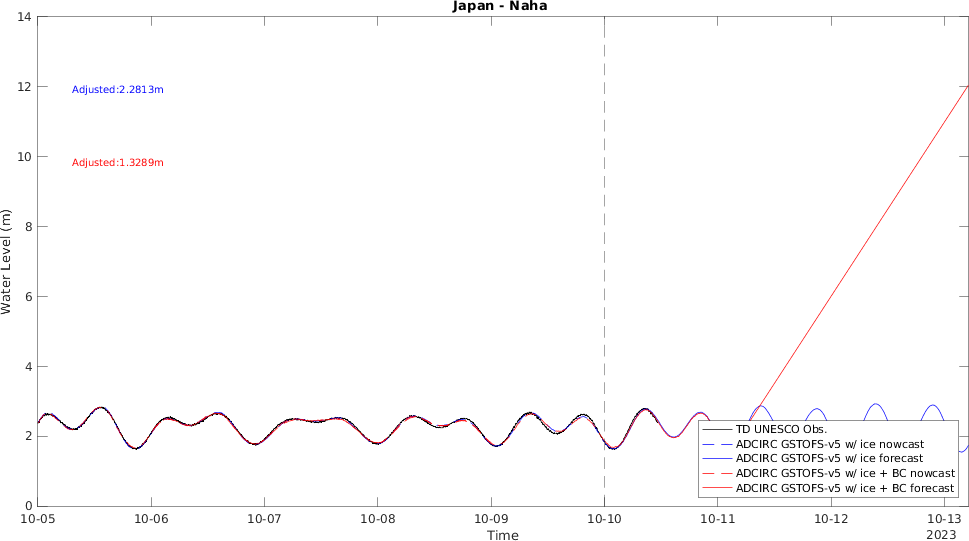 Japan - Naha
14
12
10
8
6
4
2
0
Water Level (m)
Adjusted:2.2813m
Adjusted:1.3289m
TD UNESCO Obs.
ADCIRC GSTOFS-v5 w/ ice nowcast
ADCIRC GSTOFS-v5 w/ ice forecast
ADCIRC GSTOFS-v5 w/ ice + BC nowcast
ADCIRC GSTOFS-v5 w/ ice + BC forecast
10-05 10-06 10-07 10-08 10-09 10-10 10-11 10-12 10-13
Time
2023